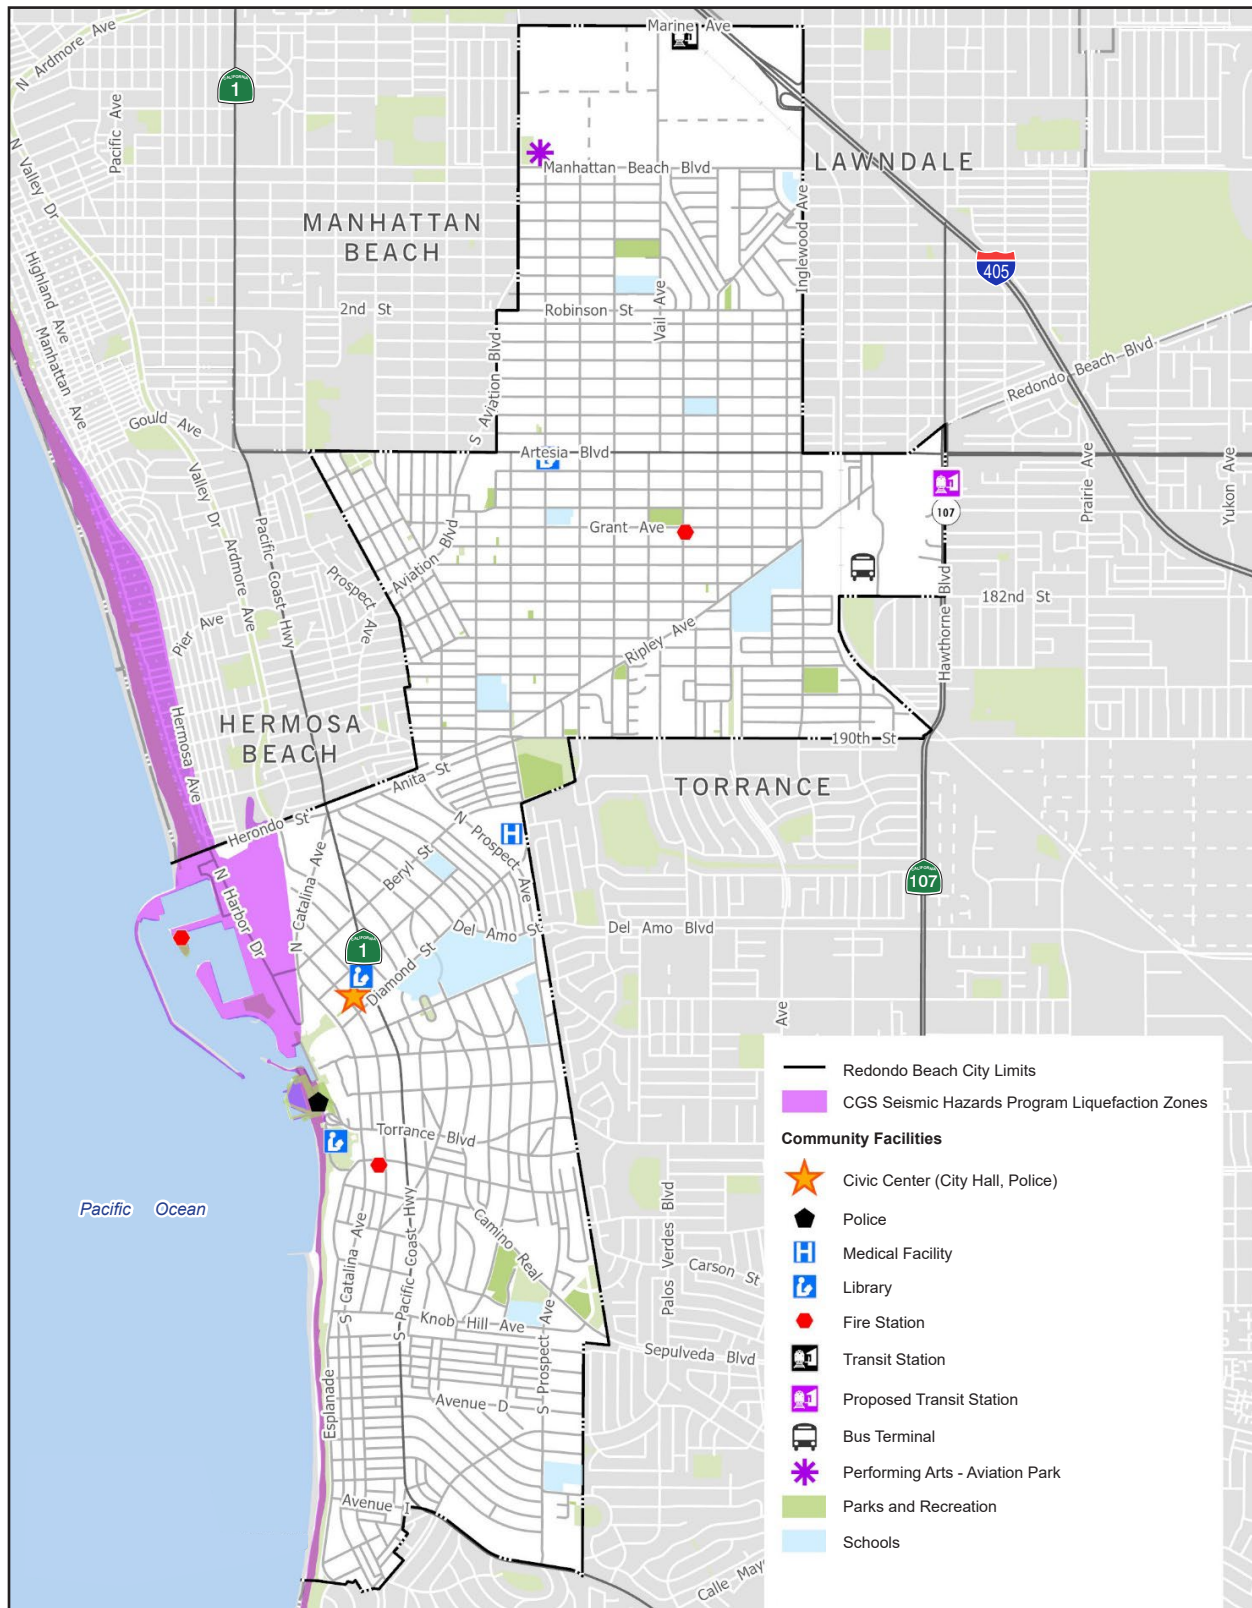 Marine Ave
N Ardmore Ave
CALIFORNIA
1
Pacific Ave
N Valley Dr
Manhattan Beach Blvd
LAWNDALE
MANHATTAN
BEACH
Inglewood Ave
405
Highland Ave
Manhattan Ave
2nd St
Robinson St
Vail Ave
S Aviation Blvd
Redondo Beach Blvd
Gould Ave
Artesia Blvd
Valley Dr
Ardmore Ave
Pacific Coast Hwy
Prospect Ave
Aviation Blvd
Grant Ave
107
Prairie Ave
Yukon Ave
Hawthorne Blvd
182nd St
Pier Ave
Ripley Ave
Hermosa Ave
HERMOSA
BEACH
190th St
Anita St
TORRANCE
Herondo St
N Prospect Ave
Beryl St
N Catalina Ave
N Harbor Dr
CALIFORNIA
107
Del Amo St
Del Amo Blvd
CALIFORNIA
1
Diamond St
Ave
Torrance Blvd
Pacific Ocean
S Catalina Ave
S Pacific Coast Hwy
Camino Real
Palos Verdes Blvd
Carson St
Knob Hill Ave
S Prospect Ave
Sepulveda Blvd
Esplanade
Avenue D
Avenue I
Calle May
Redondo Beach City Limits
CGS Seismic Hazards Program Liquefaction Zones
Community Facilities
Civic Center (City Hall, Police)
Police
H
Medical Facility
Library
Fire Station
Transit Station
Proposed Transit Station
Bus Terminal
Performing Arts - Aviation Park
Parks and Recreation
Schools